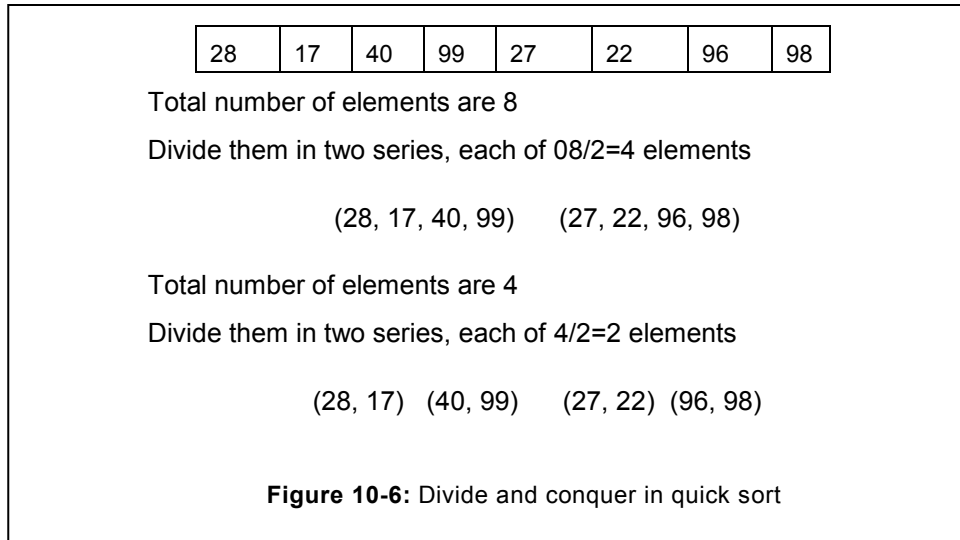 28 17 40 99 27 22 96 98
Total number of elements are 8
Divide them in two series, each of 08/2=4 elements
(28, 17, 40, 99) (27, 22, 96, 98)
Total number of elements are 4
Divide them in two series, each of 4/2=2 elements
(28, 17) (40, 99) (27, 22) (96, 98)
Figure 10-6: Divide and conquer in quick sort